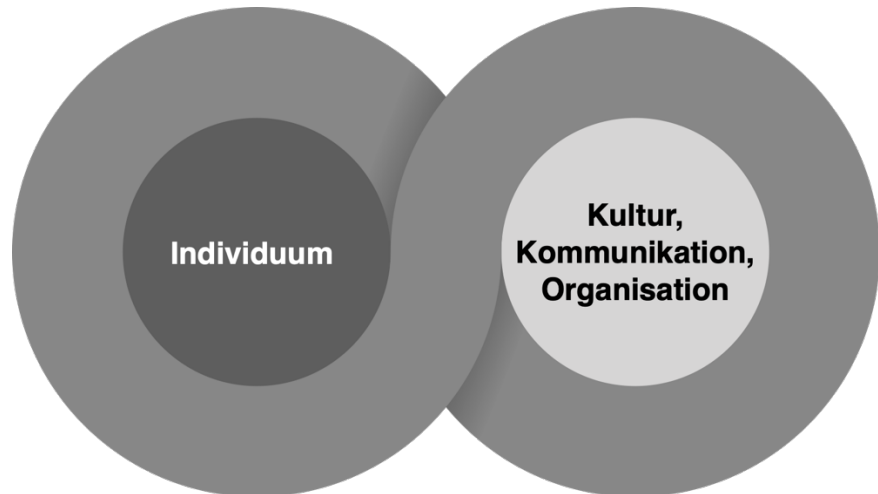 Individuum
Kultur,
Kommunikation,
Organisation